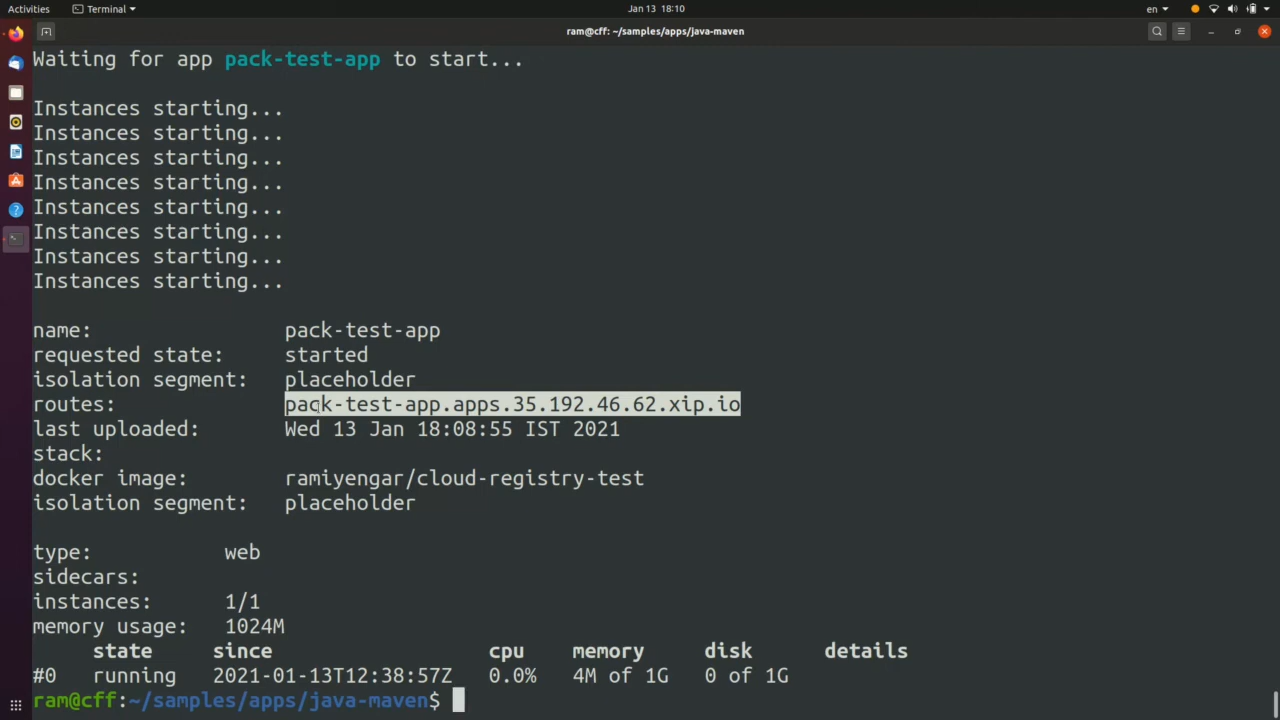 Activities Terminal Jan 13 18:10 en
ram@cff: ~/samples/apps/java-maven
Waiting for app pack-test-app to start...
Instances starting...
Instances starting...
Instances starting...
Instances starting...
Instances starting...
Instances starting...
Instances starting...
Instances starting...
name: pack-test-app
requested state: started
isolation segment: placeholder
routes: pack-test-app.apps.35.192.46.62.xip.io
last uploaded: Wed 13 Jan 18:08:55 IST 2021
stack:
docker image: ramiyengar/cloud-registry-test
isolation segment: placeholder
type: web
sidecars:
instances: 1/1
memory usage: 1024M
state since cpu memory disk details
#0 running 2021-01-13T12:38:57Z 0.0% 4M of 1G 0 of 1G
ram@cff:~/samples/apps/java-maven$